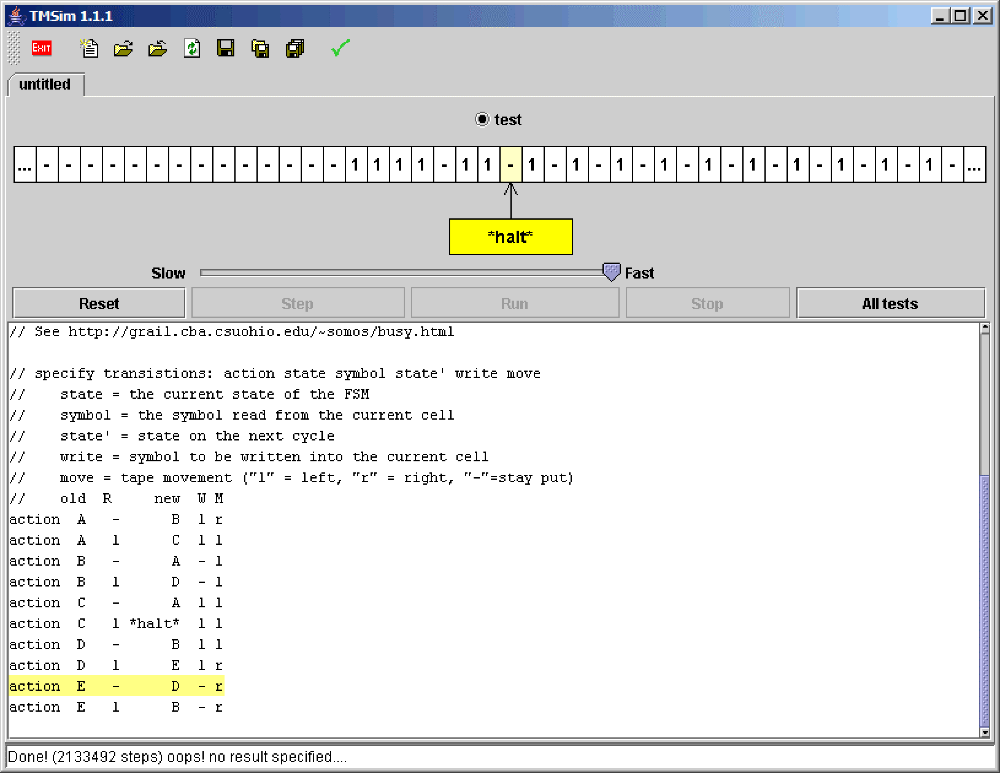 TMSim 1.1.1
EXIT
untitled
test
... - - - - - - - - - - - - - - 1 1 1 1 - 1 1 - 1 - 1 - 1 - 1 - 1 - 1 - 1 - 1 - 1 - 1 - ...
*halt*
Slow Fast
Reset Step Run Stop All tests
// See http://grail.cba.csuohio.edu/~somos/busy.html
// specify transistions: action state symbol state' write move
// state = the current state of the FSM
// symbol = the symbol read from the current cell
// state' = state on the next cycle
// write = symbol to be written into the current cell
// move = tape movement ("l" = left, "r" = right, "-"=stay put)
// old R new W M
action A - B 1 r
action A 1 C 1 l
action B - A - l
action B 1 D - l
action C - A 1 l
action C 1 *halt* 1 l
action D - B 1 l
action D 1 E 1 r
action E - D - r
action E 1 B - r
Done! (2133492 steps) oops! no result specified....